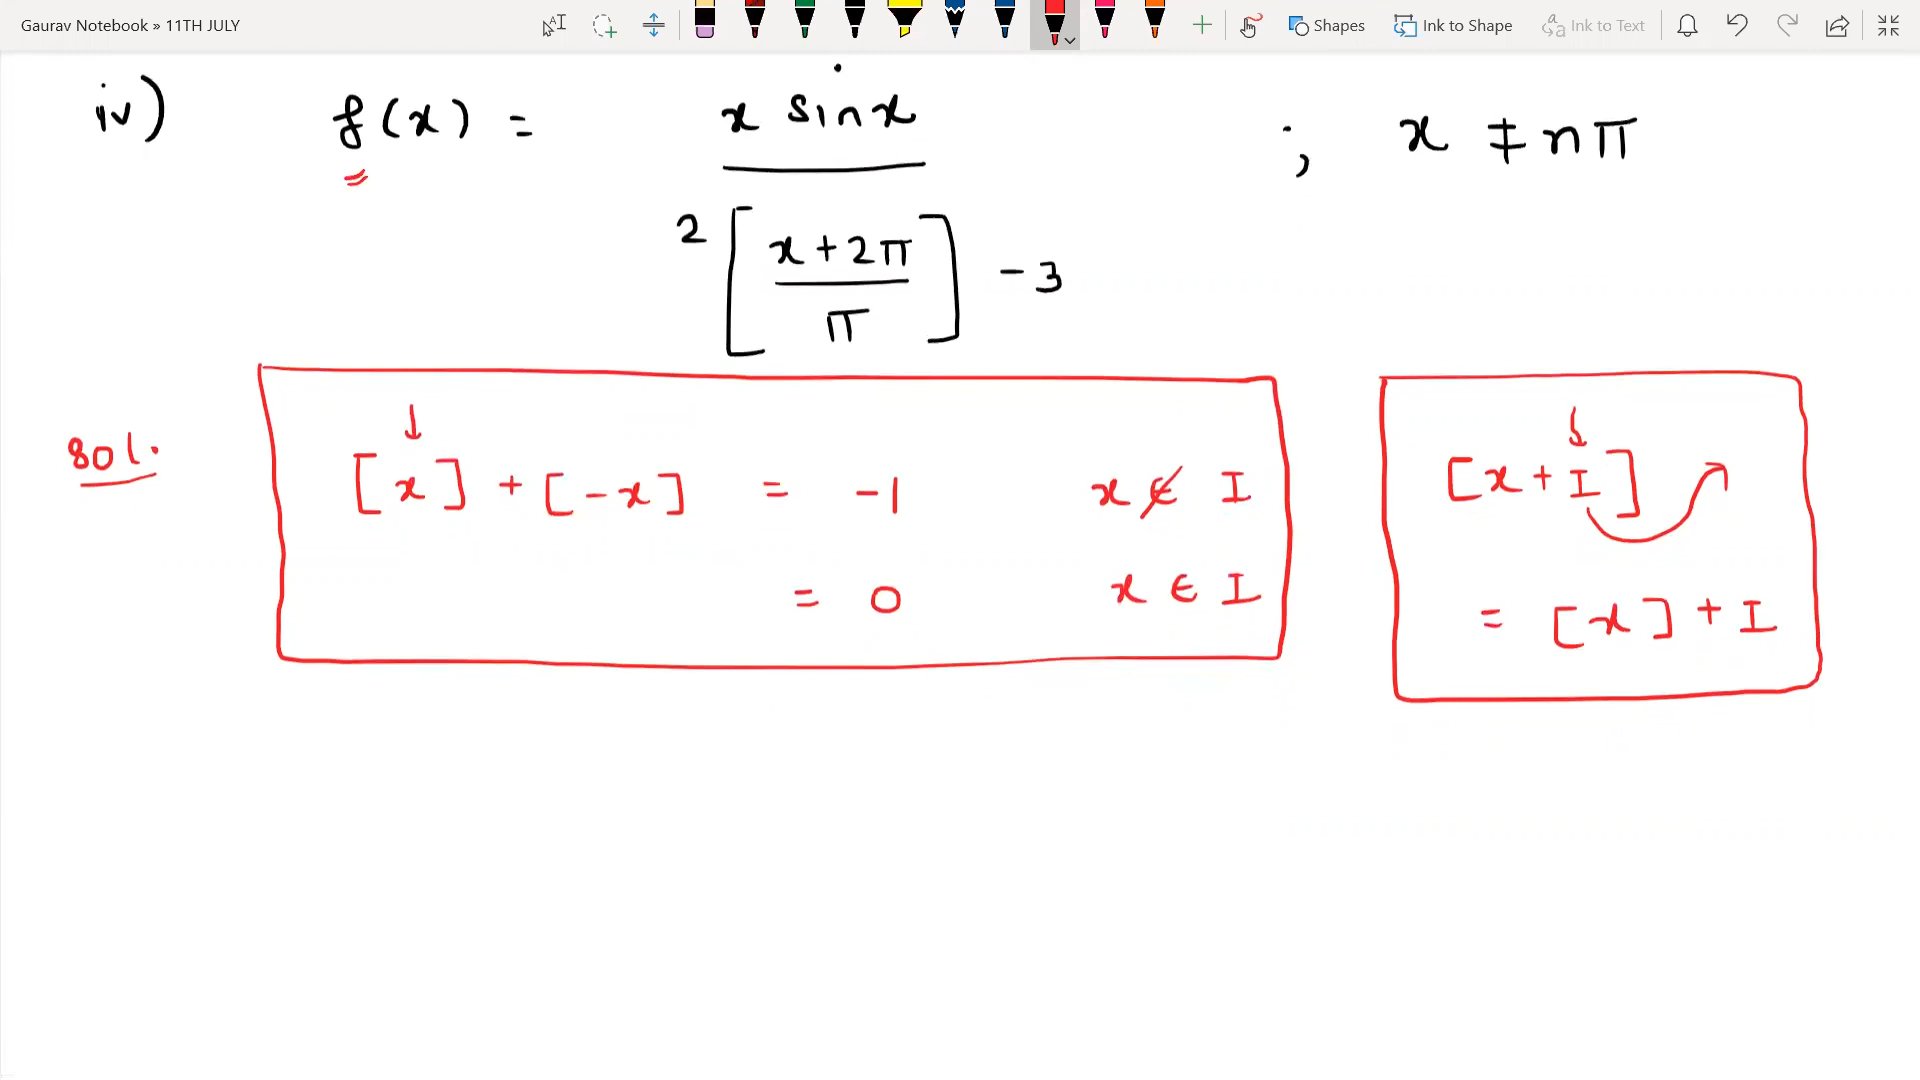 Gaurav Notebook » 11TH JULY
Shapes Ink to Shape Ink to Text
iv) f(x) = x sinx ; x ≠ nπ
2 [ x+2π / π ] - 3
Sol.
[x] + [-x] = -1 x ∉ I
= 0 x ∈ I
[x + I]
= [x] + I